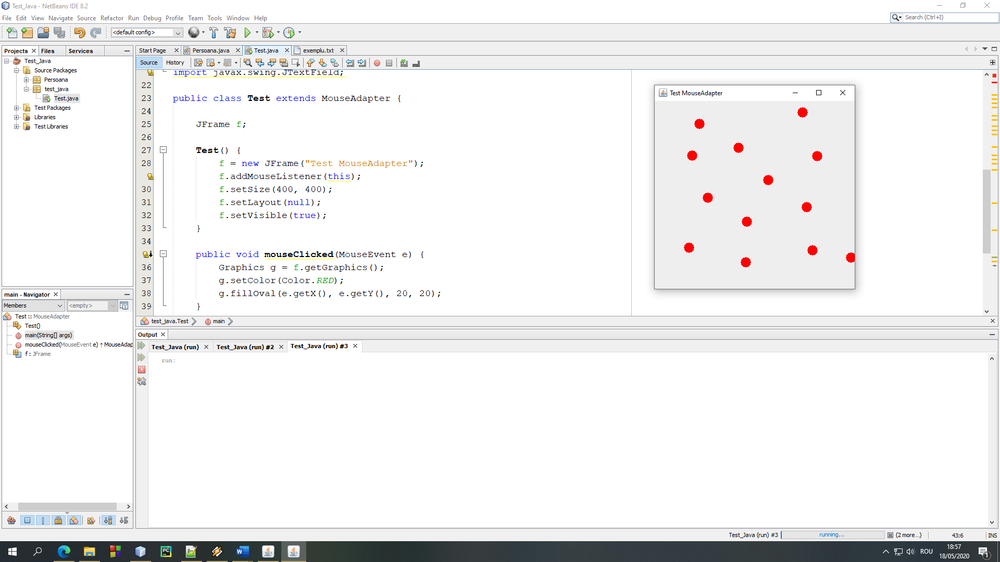 Test_Java - NetBeans IDE 8.2
File Edit View Navigate Source Refactor Run Debug Profile Team Tools Window Help
Search (Ctrl+I)
<default config>
Projects Files Services
Test_Java
Source Packages
Persoana
test_java
Test.java
Test Packages
Libraries
Test Libraries
Start Page Persoana.java Test.java exemplu.txt
Source History
import javax.swing.JTextField;
22
23 public class Test extends MouseAdapter {
24
25 JFrame f;
26
27 Test() {
28 f = new JFrame("Test MouseAdapter");
f.addMouseListener(this);
30 f.setSize(400, 400);
31 f.setLayout(null);
32 f.setVisible(true);
33 }
34
public void mouseClicked(MouseEvent e) {
36 Graphics g = f.getGraphics();
37 g.setColor(Color.RED);
38 g.fillOval(e.getX(), e.getY(), 20, 20);
39 }
test_java.Test main
Test MouseAdapter
main - Navigator
Members <empty>
Test :: MouseAdapter
Test()
main(String[] args)
mouseClicked(MouseEvent e) ↑ MouseAdap
f : JFrame
Output
Test_Java (run) Test_Java (run) #2 Test_Java (run) #3
run:
Test_Java (run) #3 running... (2 more...) 43:6 INS
ROU
18:57
18/05/2020
1